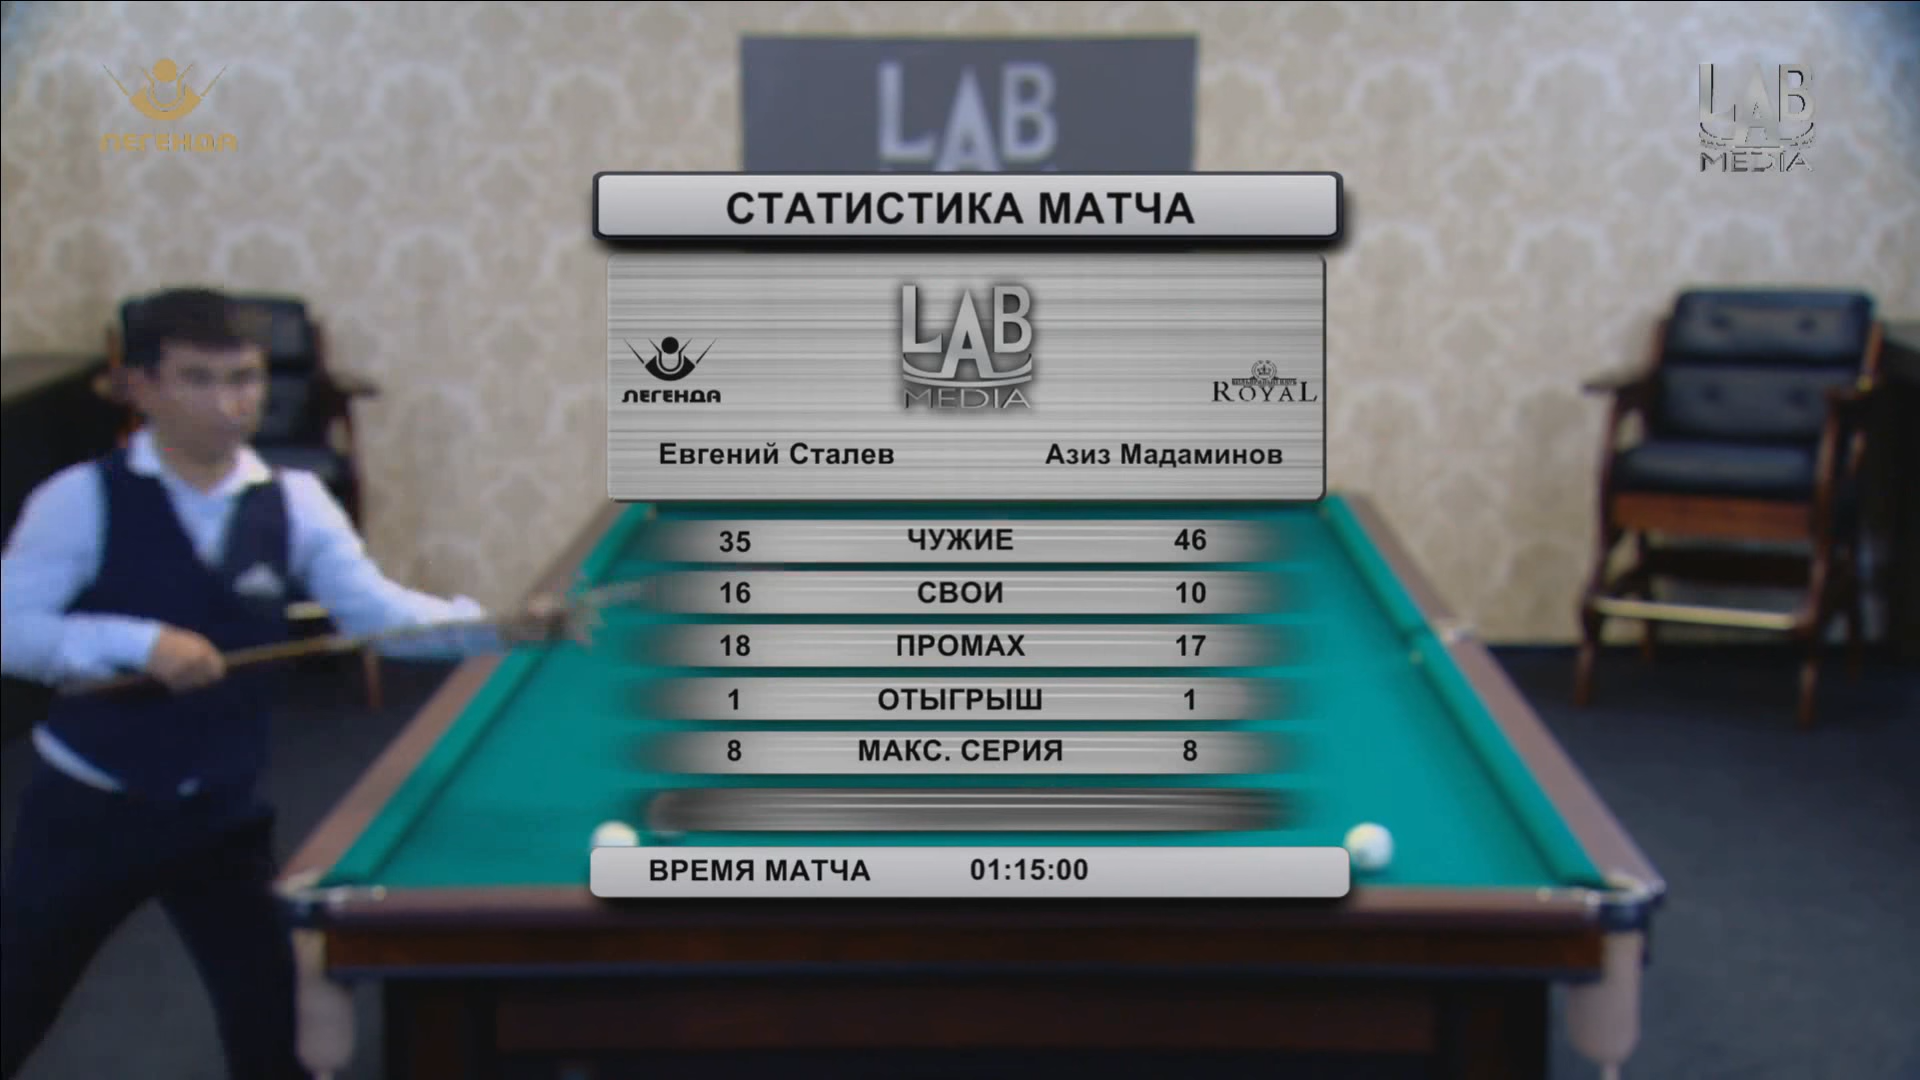 ЛЕГЕНДА
LAB
LAB
MEDIA
СТАТИСТИКА МАТЧА
LAB
MEDIA
ЛЕГЕНДА
ROYAL
Евгений Сталев Азиз Мадаминов
35 ЧУЖИЕ 46
16 СВОИ 10
18 ПРОМАХ 17
1 ОТЫГРЫШ 1
8 МАКС. СЕРИЯ 8
ВРЕМЯ МАТЧА 01:15:00